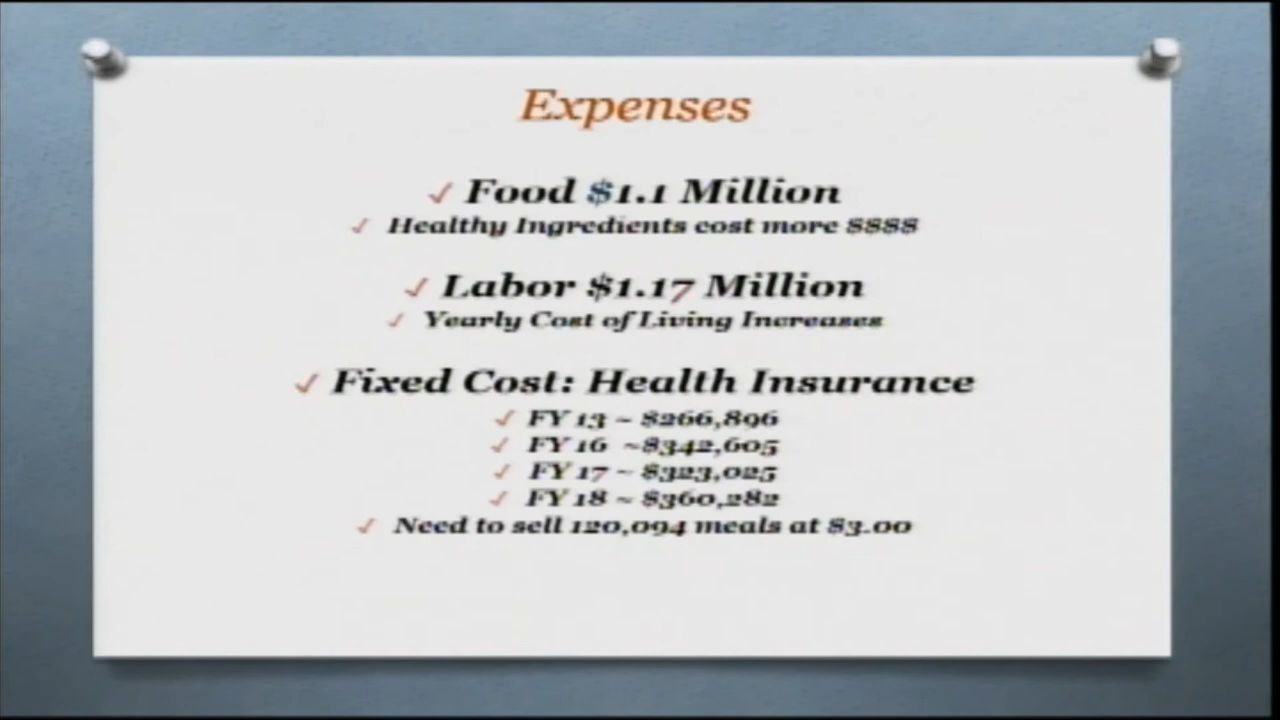 Expenses
Food $1.1 Million
Healthy Ingredients cost more $$$$
Labor $1.17 Million
Yearly Cost of Living Increases
Fixed Cost: Health Insurance
FY 13 ~ $266,896
FY 16 ~$342,605
FY 17 ~ $323,025
FY 18 ~ $360,282
Need to sell 120,094 meals at $3.00